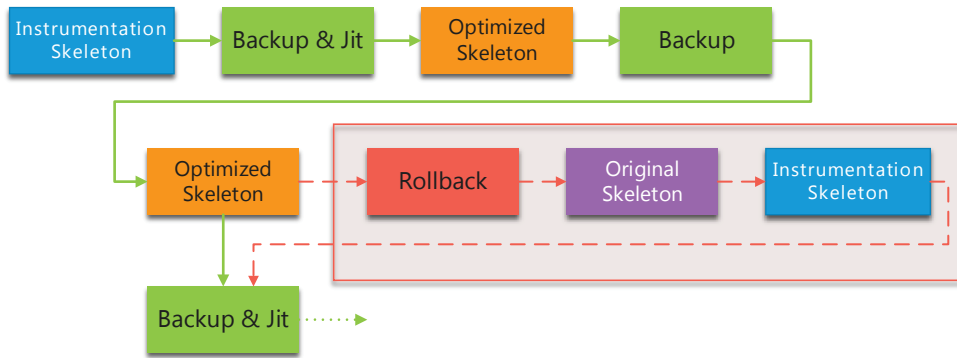 Instrumentation
Skeleton
Backup & Jit
Optimized
Skeleton
Backup
Optimized
Skeleton
Rollback
Original
Skeleton
Instrumentation
Skeleton
Backup & Jit